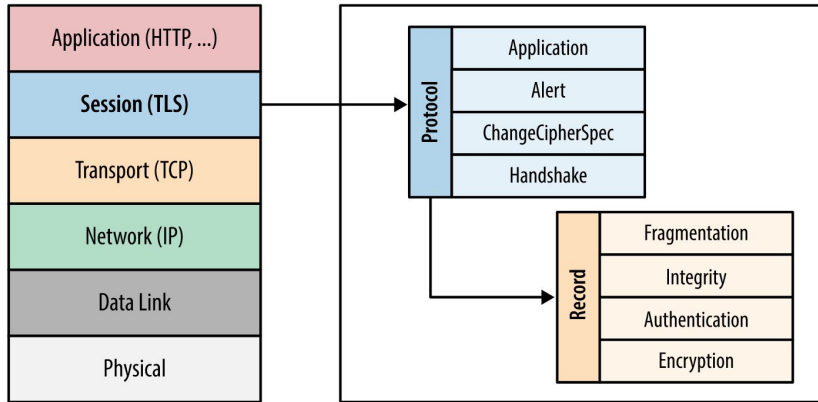 Application (HTTP, ...)
Session (TLS)
Transport (TCP)
Network (IP)
Data Link
Physical
Protocol
Application
Alert
ChangeCipherSpec
Handshake
Record
Fragmentation
Integrity
Authentication
Encryption